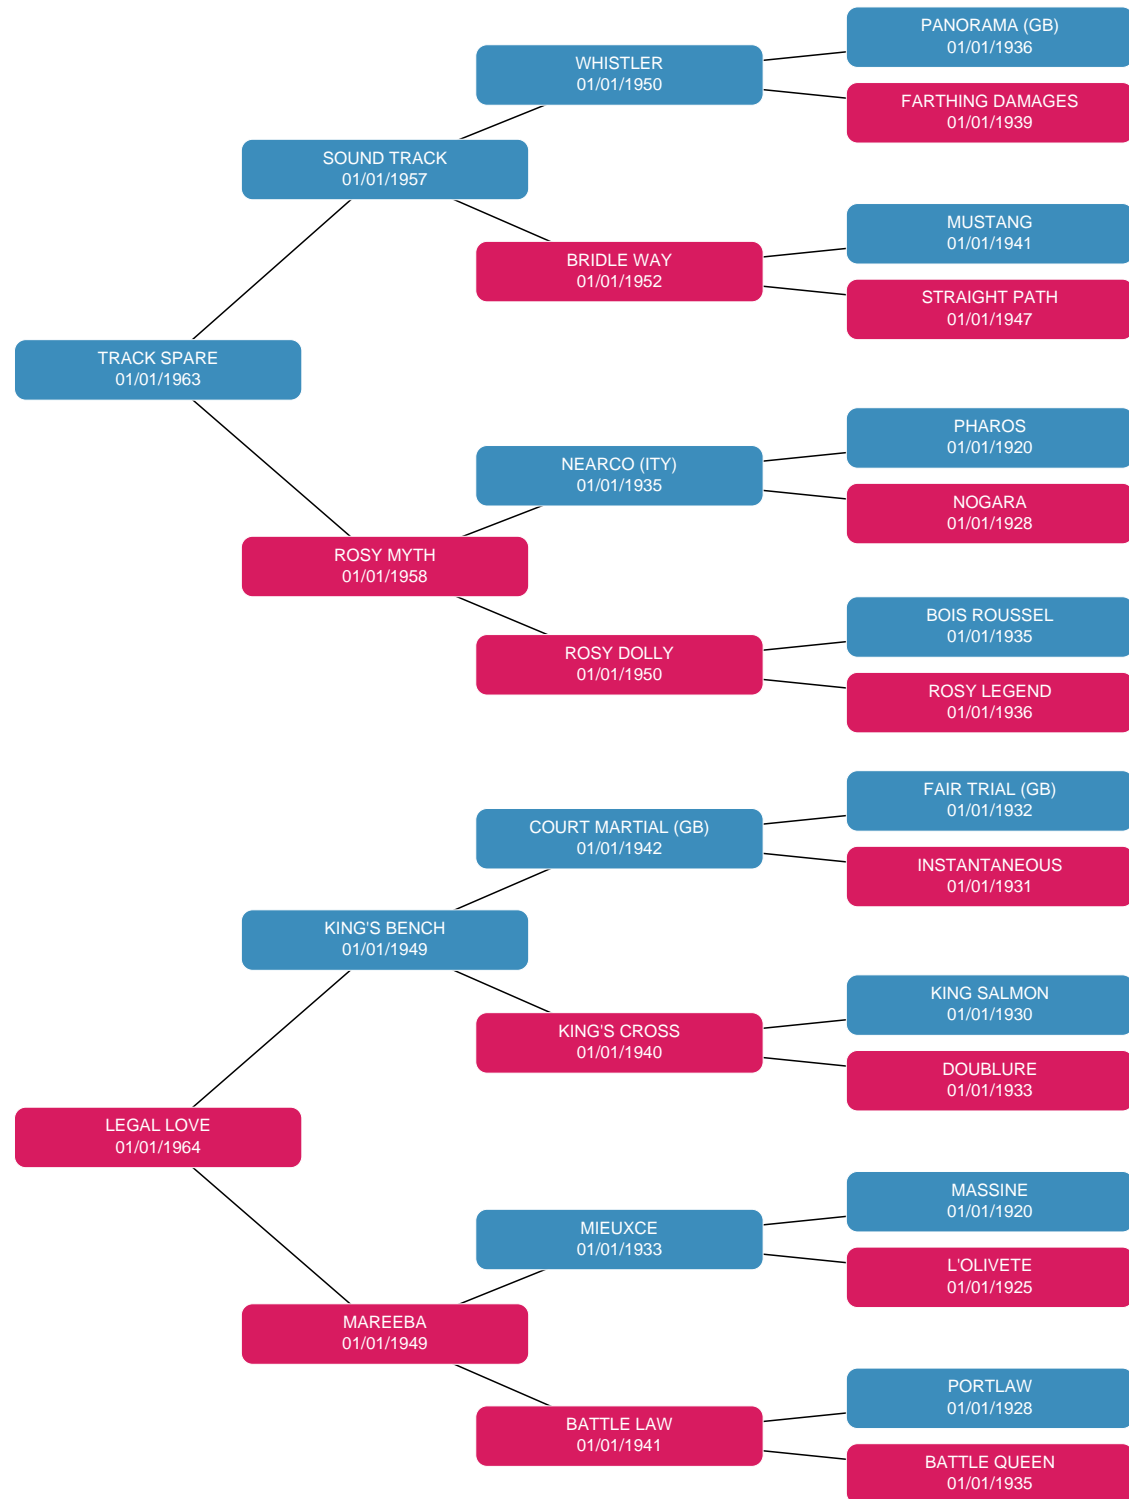 PANORAMA (GB)
01/01/1936
WHISTLER
01/01/1950
FARTHING DAMAGES
01/01/1939
SOUND TRACK
01/01/1957
MUSTANG
01/01/1941
BRIDLE WAY
01/01/1952
STRAIGHT PATH
01/01/1947
TRACK SPARE
01/01/1963
PHAROS
01/01/1920
NEARCO (ITY)
01/01/1935
NOGARA
01/01/1928
ROSY MYTH
01/01/1958
BOIS ROUSSEL
01/01/1935
ROSY DOLLY
01/01/1950
ROSY LEGEND
01/01/1936
FAIR TRIAL (GB)
01/01/1932
COURT MARTIAL (GB)
01/01/1942
INSTANTANEOUS
01/01/1931
KING'S BENCH
01/01/1949
KING SALMON
01/01/1930
KING'S CROSS
01/01/1940
DOUBLURE
01/01/1933
LEGAL LOVE
01/01/1964
MASSINE
01/01/1920
MIEUXCE
01/01/1933
L'OLIVETE
01/01/1925
MAREEBA
01/01/1949
PORTLAW
01/01/1928
BATTLE LAW
01/01/1941
BATTLE QUEEN
01/01/1935